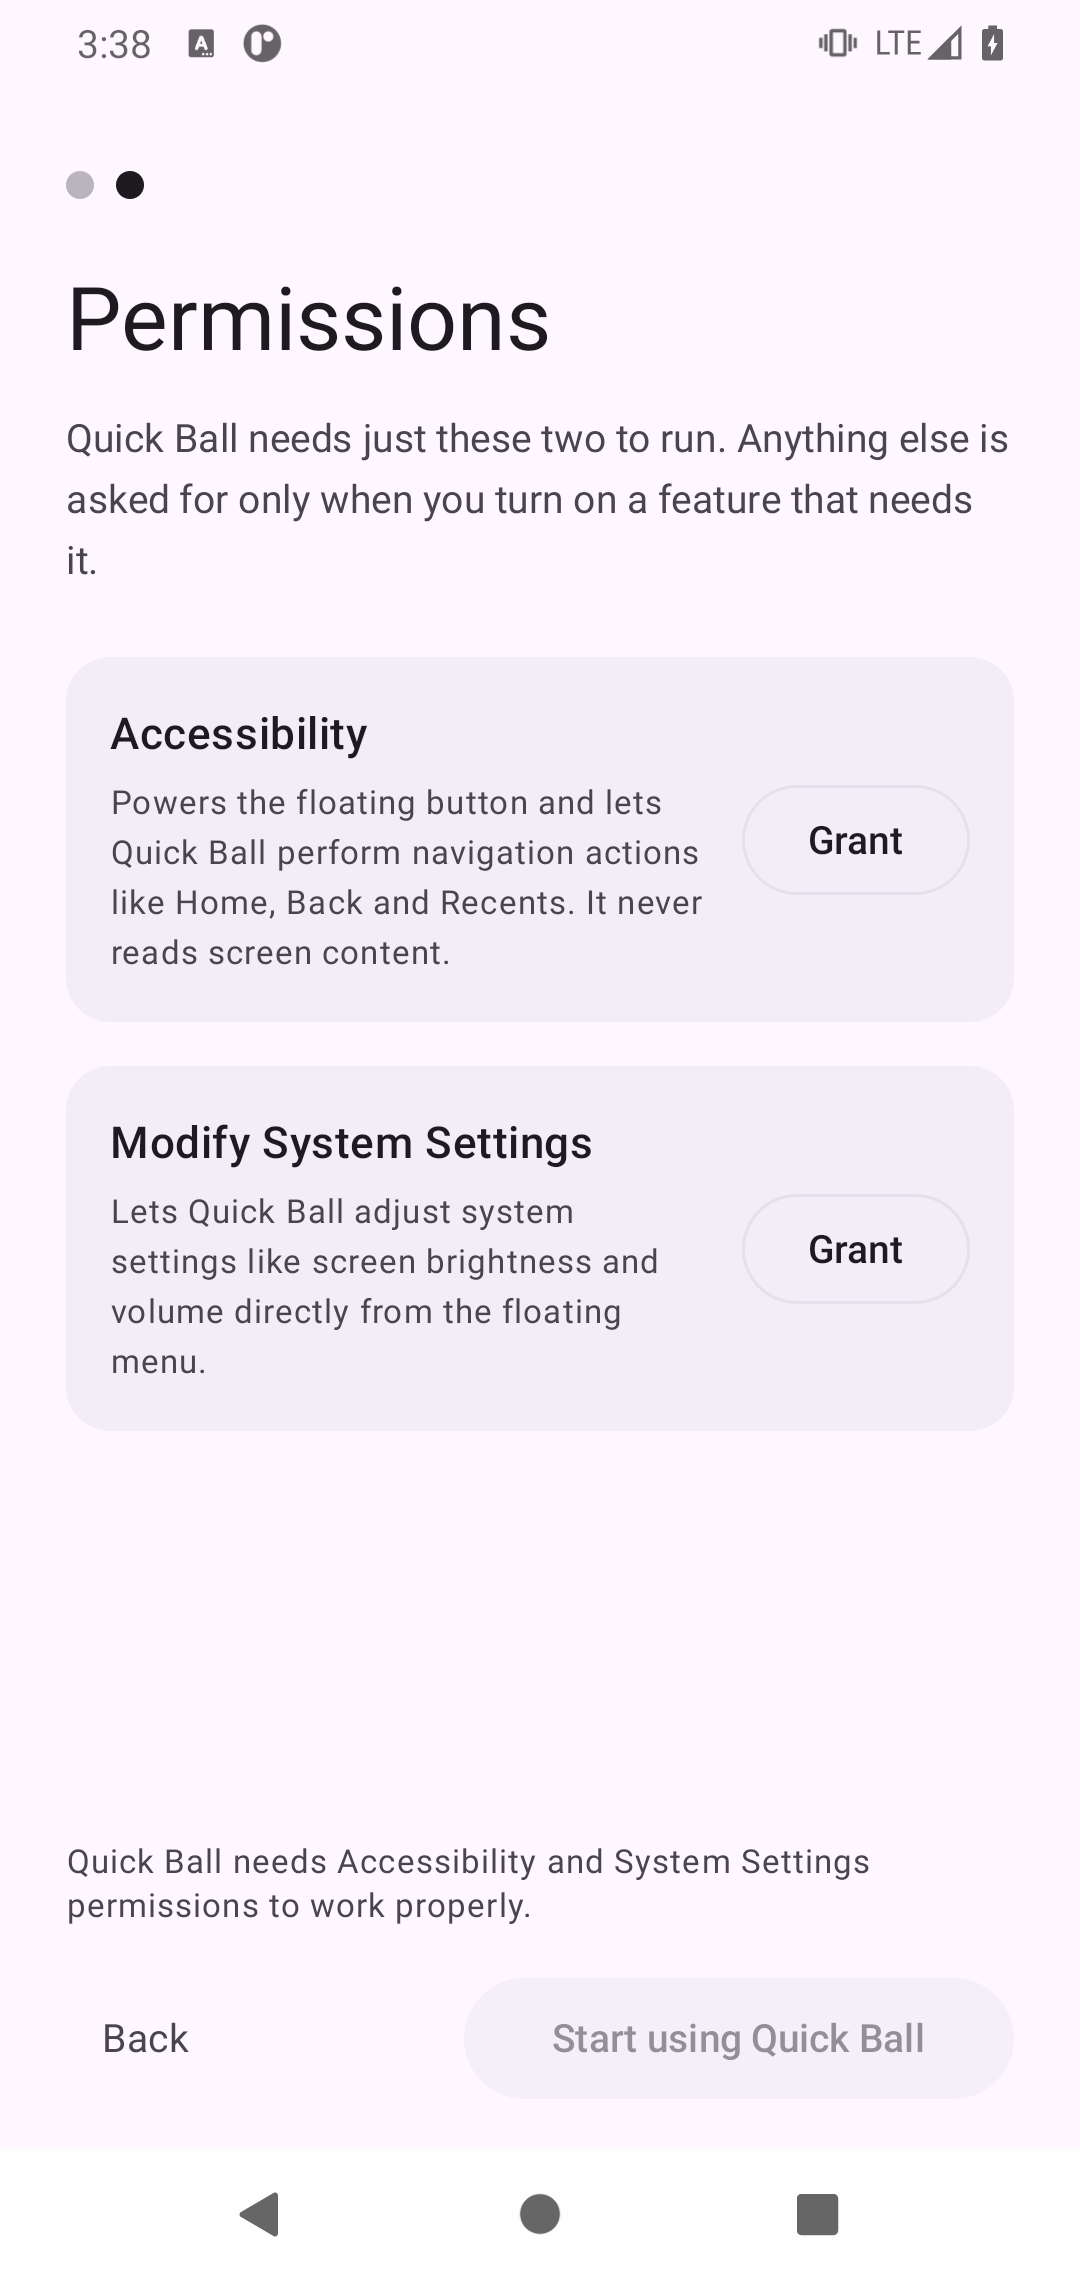 3:38
LTE
Permissions
Quick Ball needs just these two to run. Anything else is
asked for only when you turn on a feature that needs
it.
Accessibility
Powers the floating button and lets
Quick Ball perform navigation actions
like Home, Back and Recents. It never
reads screen content.
Grant
Modify System Settings
Lets Quick Ball adjust system
settings like screen brightness and
volume directly from the floating
menu.
Grant
Quick Ball needs Accessibility and System Settings
permissions to work properly.
Back
Start using Quick Ball